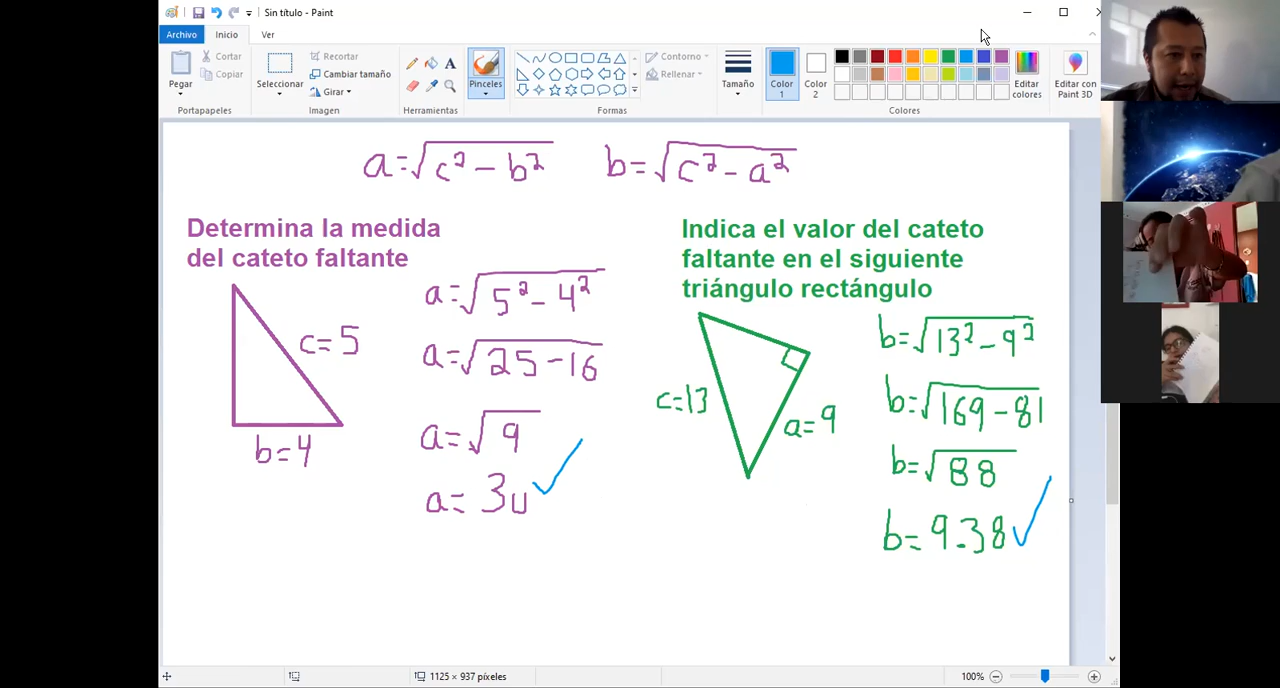 Sin título - Paint
Archivo
Inicio
Ver
Pegar
Cortar
Copiar
Portapapeles
Seleccionar
Recortar
Cambiar tamaño
Girar
Imagen
A
Herramientas
Pinceles
Contorno
Rellenar
Formas
Tamaño
Color 1
Color 2
Editar colores
Colores
Editar con Paint 3D
a=√c²-b²
b=√c²-a²
Determina la medida
del cateto faltante
c=5
b=4
a=√5²-4²
a=√25-16
a=√9
a=3u
Indica el valor del cateto
faltante en el siguiente
triángulo rectángulo
c=13
a=9
b=√13²-9²
b=√169-81
b=√88
b=9.38
1125 × 937 píxeles
100%